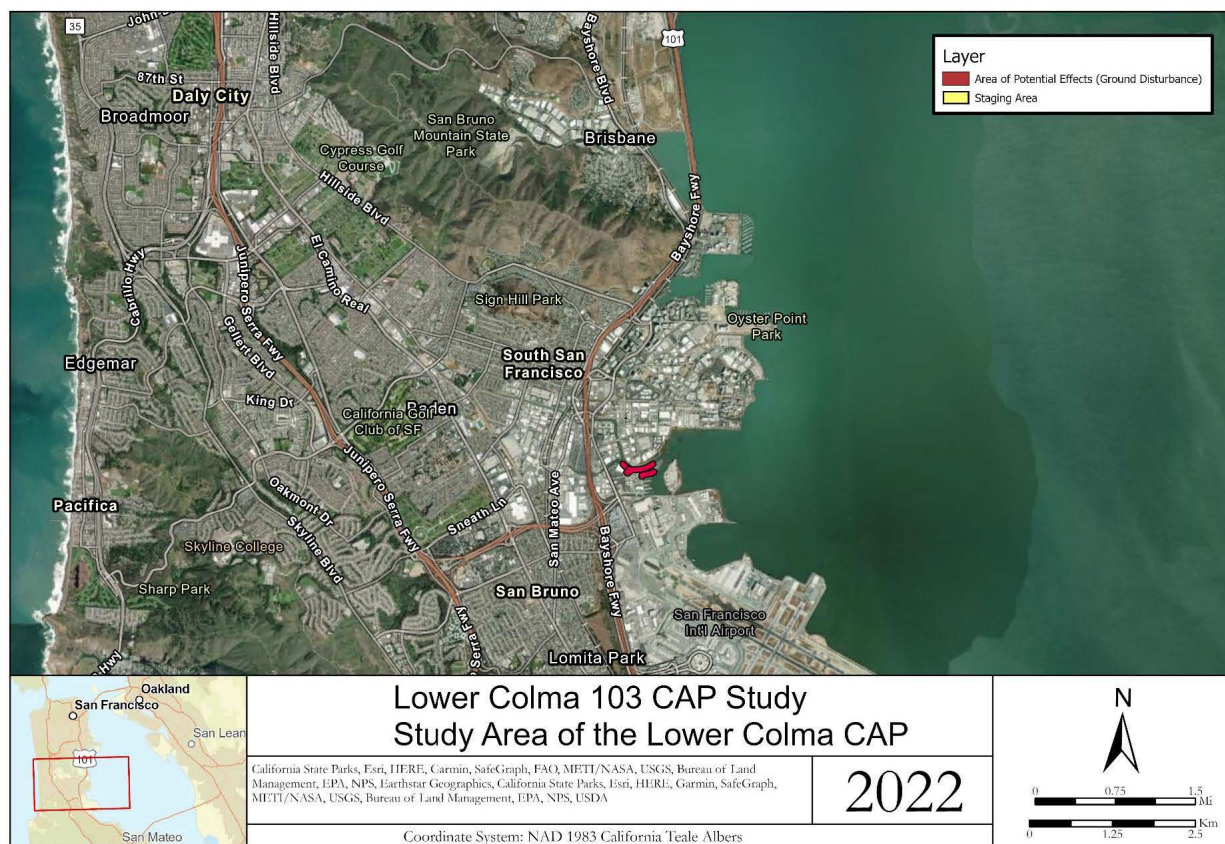 35
John D
Hillside Blvd
Bayshore Blvd
101
87th St
Daly City
Broadmoor
San Bruno
Mountain State
Park
Brisbane
Cypress Golf
Course
Hillside Blvd
Bayshore Fwy
Cabrillo Hwy
Junipero Serra Fwy
El Camino Real
Sign Hill Park
Oyster Point
Park
Gellert Blvd
South San
Francisco
Edgemar
King Dr
Baden
California Golf
Club of SF
Junipero Serra Fwy
Pacifica
Oakmont Dr
Skyline Blvd
Sneath Ln
San Mateo Ave
Bayshore Fwy
Skyline College
Sharp Park
San Bruno
San Francisco
Int'l Airport
Lomita Park
Hwy
Serra Fwy
Layer
Area of Potential Effects (Ground Disturbance)
Staging Area
Oakland
San Francisco
San Lean
101
San Mateo
Lower Colma 103 CAP Study
Study Area of the Lower Colma CAP
California State Parks, Esri, HERE, Garmin, SafeGraph, FAO, METI/NASA, USGS, Bureau of Land
Management, EPA, NPS, Earthstar Geographics, California State Parks, Esri, HERE, Garmin, SafeGraph,
METI/NASA, USGS, Bureau of Land Management, EPA, NPS, USDA
2022
Coordinate System: NAD 1983 California Teale Albers
N
0 0.75 1.5
Mi
Km
0 1.25 2.5